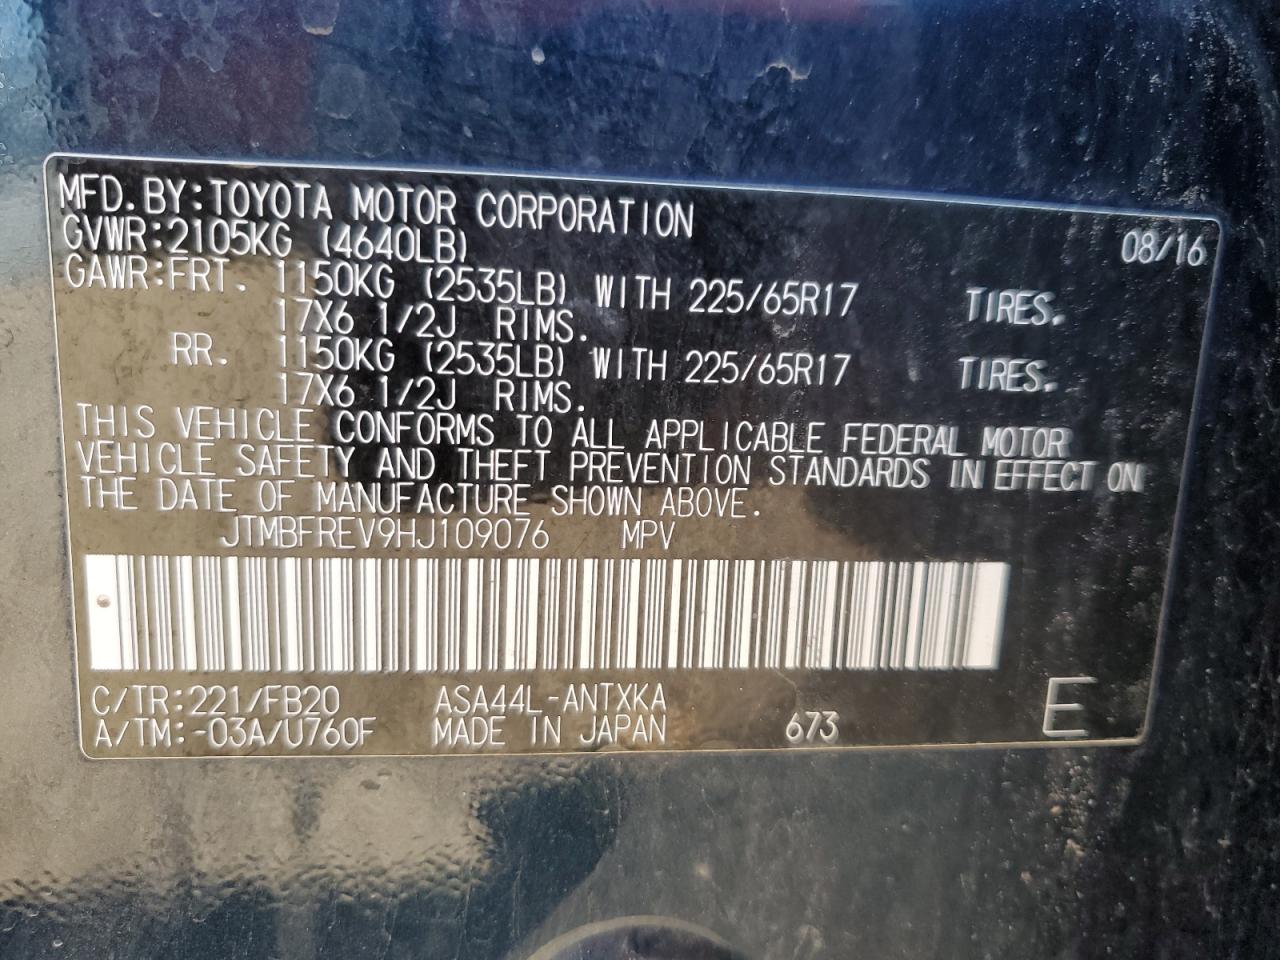 MFD.BY:TOYOTA MOTOR CORPORATION 08/16
GVWR:2105KG (4640LB)
GAWR:FRT. 1150KG (2535LB) WITH 225/65R17 TIRES.
17X6 1/2J RIMS.
RR. 1150KG (2535LB) WITH 225/65R17 TIRES.
17X6 1/2J RIMS.
THIS VEHICLE CONFORMS TO ALL APPLICABLE FEDERAL MOTOR
VEHICLE SAFETY AND THEFT PREVENTION STANDARDS IN EFFECT ON
THE DATE OF MANUFACTURE SHOWN ABOVE.
JTMBFREV9HJ109076 MPV
C/TR:221/FB20 ASA44L-ANTXKA
A/TM:-03A/U760F MADE IN JAPAN 673 E